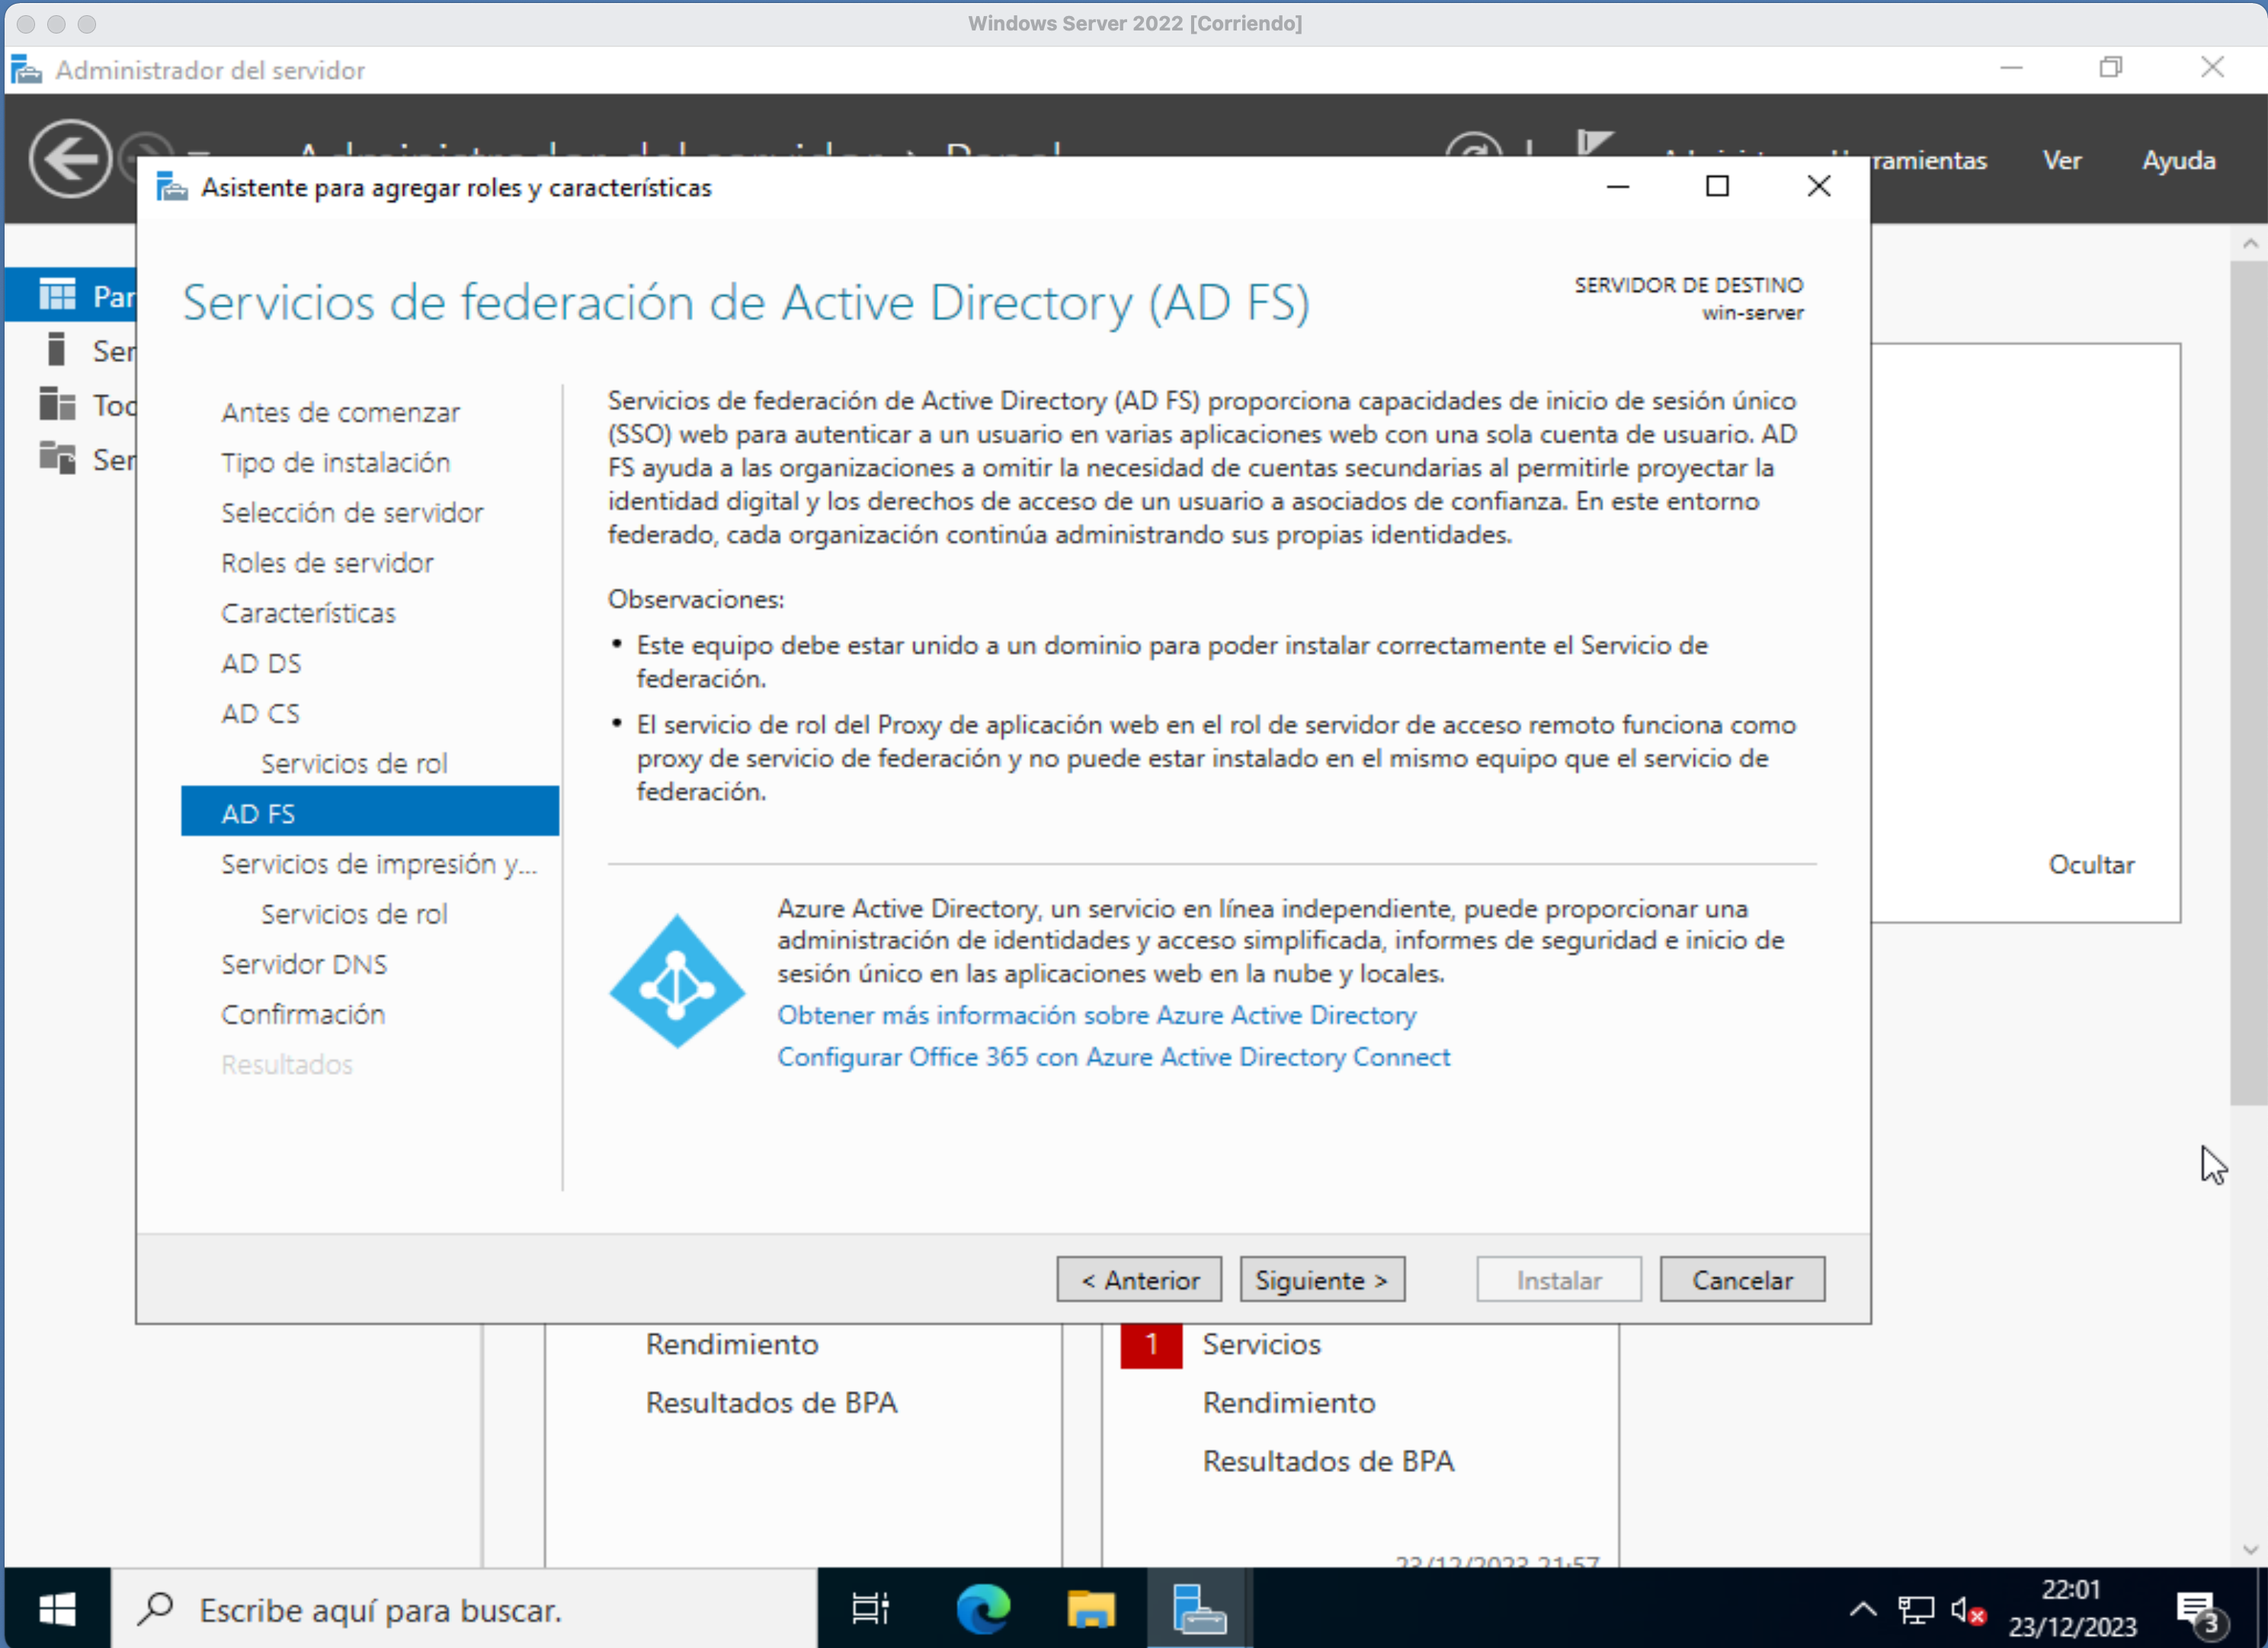 Windows Server 2022 [Corriendo]
Administrador del servidor
Ver
Ayuda
Asistente para agregar roles y características
Servicios de federación de Active Directory (AD FS)
SERVIDOR DE DESTINO
win-server
Antes de comenzar
Tipo de instalación
Selección de servidor
Roles de servidor
Características
AD DS
AD CS
Servicios de rol
AD FS
Servicios de impresión y...
Servicios de rol
Servidor DNS
Confirmación
Resultados
Servicios de federación de Active Directory (AD FS) proporciona capacidades de inicio de sesión único
(SSO) web para autenticar a un usuario en varias aplicaciones web con una sola cuenta de usuario. AD
FS ayuda a las organizaciones a omitir la necesidad de cuentas secundarias al permitirle proyectar la
identidad digital y los derechos de acceso de un usuario a asociados de confianza. En este entorno
federado, cada organización continúa administrando sus propias identidades.
Observaciones:
• Este equipo debe estar unido a un dominio para poder instalar correctamente el Servicio de
federación.
• El servicio de rol del Proxy de aplicación web en el rol de servidor de acceso remoto funciona como
proxy de servicio de federación y no puede estar instalado en el mismo equipo que el servicio de
federación.
Azure Active Directory, un servicio en línea independiente, puede proporcionar una
administración de identidades y acceso simplificada, informes de seguridad e inicio de
sesión único en las aplicaciones web en la nube y locales.
Obtener más información sobre Azure Active Directory
Configurar Office 365 con Azure Active Directory Connect
Ocultar
< Anterior
Siguiente >
Instalar
Cancelar
Rendimiento
Resultados de BPA
1 Servicios
Rendimiento
Resultados de BPA
23/12/2023 21:57
Escribe aquí para buscar.
22:01
23/12/2023
3